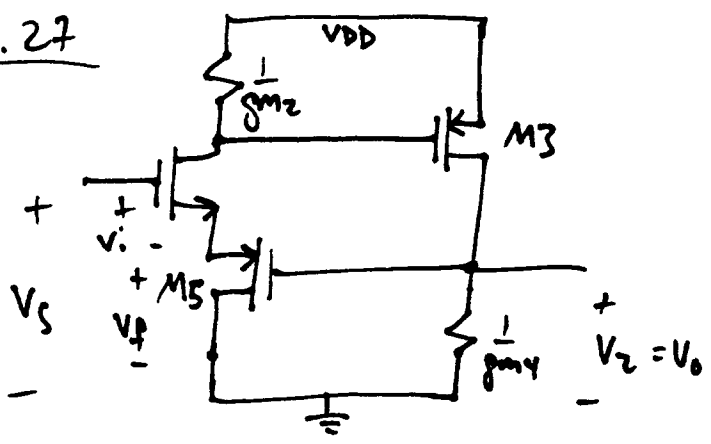 .27
VDD
1
gm2
M3
+
+
vi -
+
M5
Vs
Vf
-
-
1
gm4
+
V2 = Vo
-